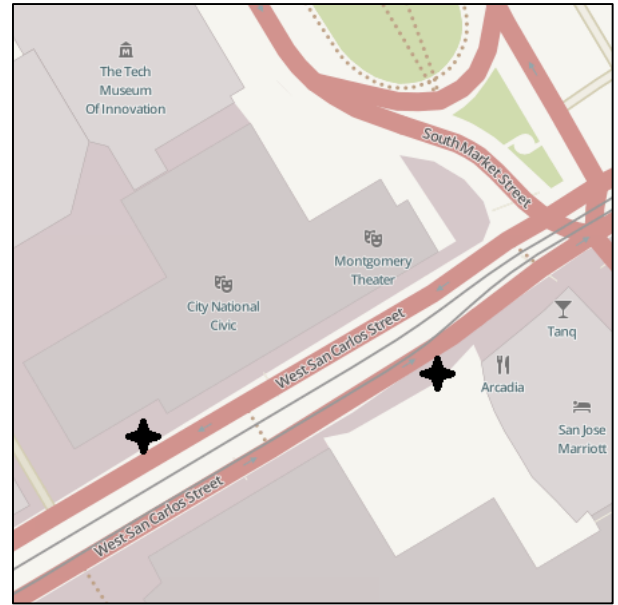 The Tech
Museum
Of Innovation
South Market Street
Montgomery
Theater
City National
Civic
West San Carlos Street
Tanq
Arcadia
San Jose
Marriott
West San Carlos Street